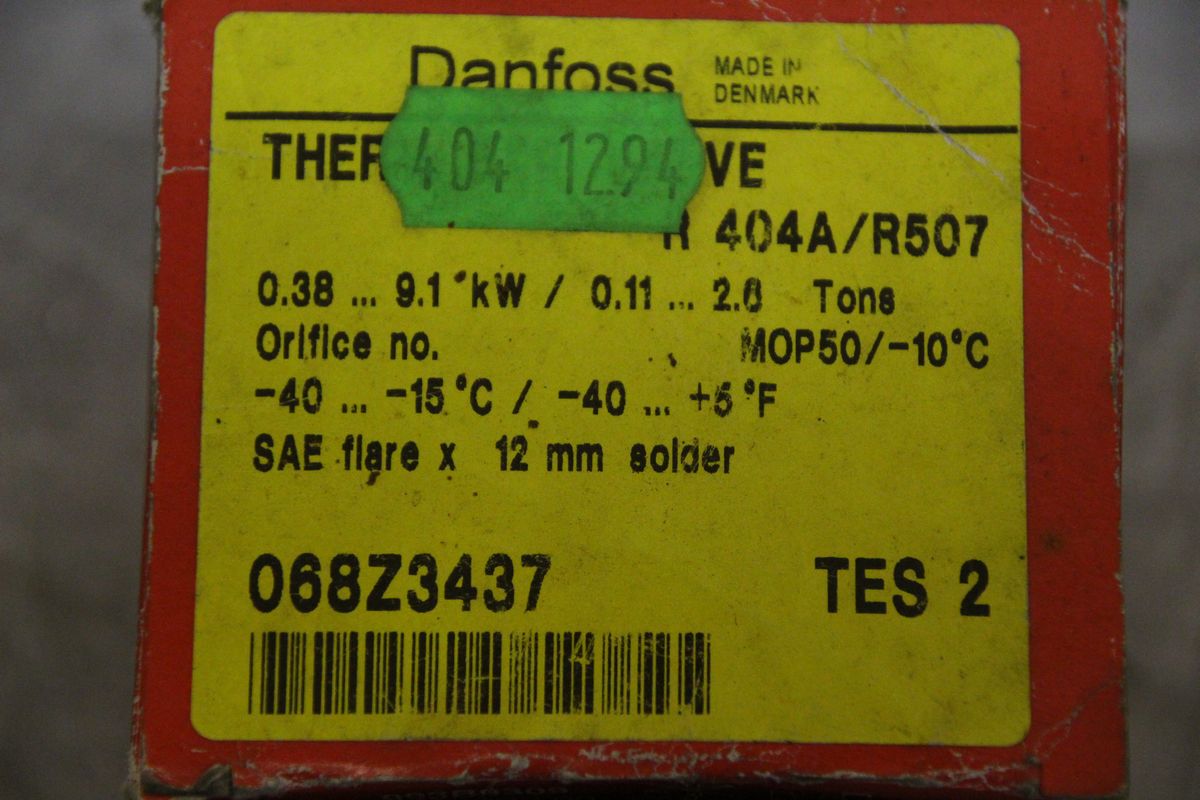 Danfoss MADE IN
DENMARK
THER VE
404 12.94
R 404A/R507
0.38 ... 9.1 kW / 0.11 ... 2.6 Tons
Orifice no. MOP50/-10°C
-40 ... -15°C / -40 ... +5°F
SAE flare x 12 mm solder
068Z3437 TES 2